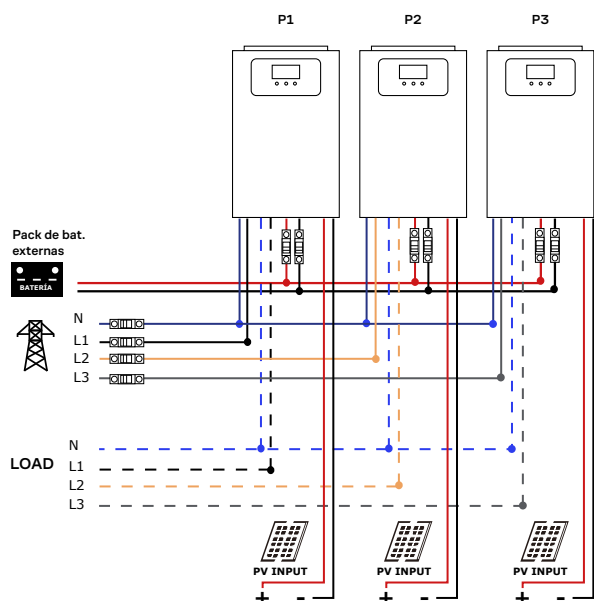 P1
P2
P3
Pack de bat.
externas
BATERÍA
N
L1
L2
L3
LOAD
N
L1
L2
L3
PV INPUT
PV INPUT
PV INPUT
+ -
+ -
+ -